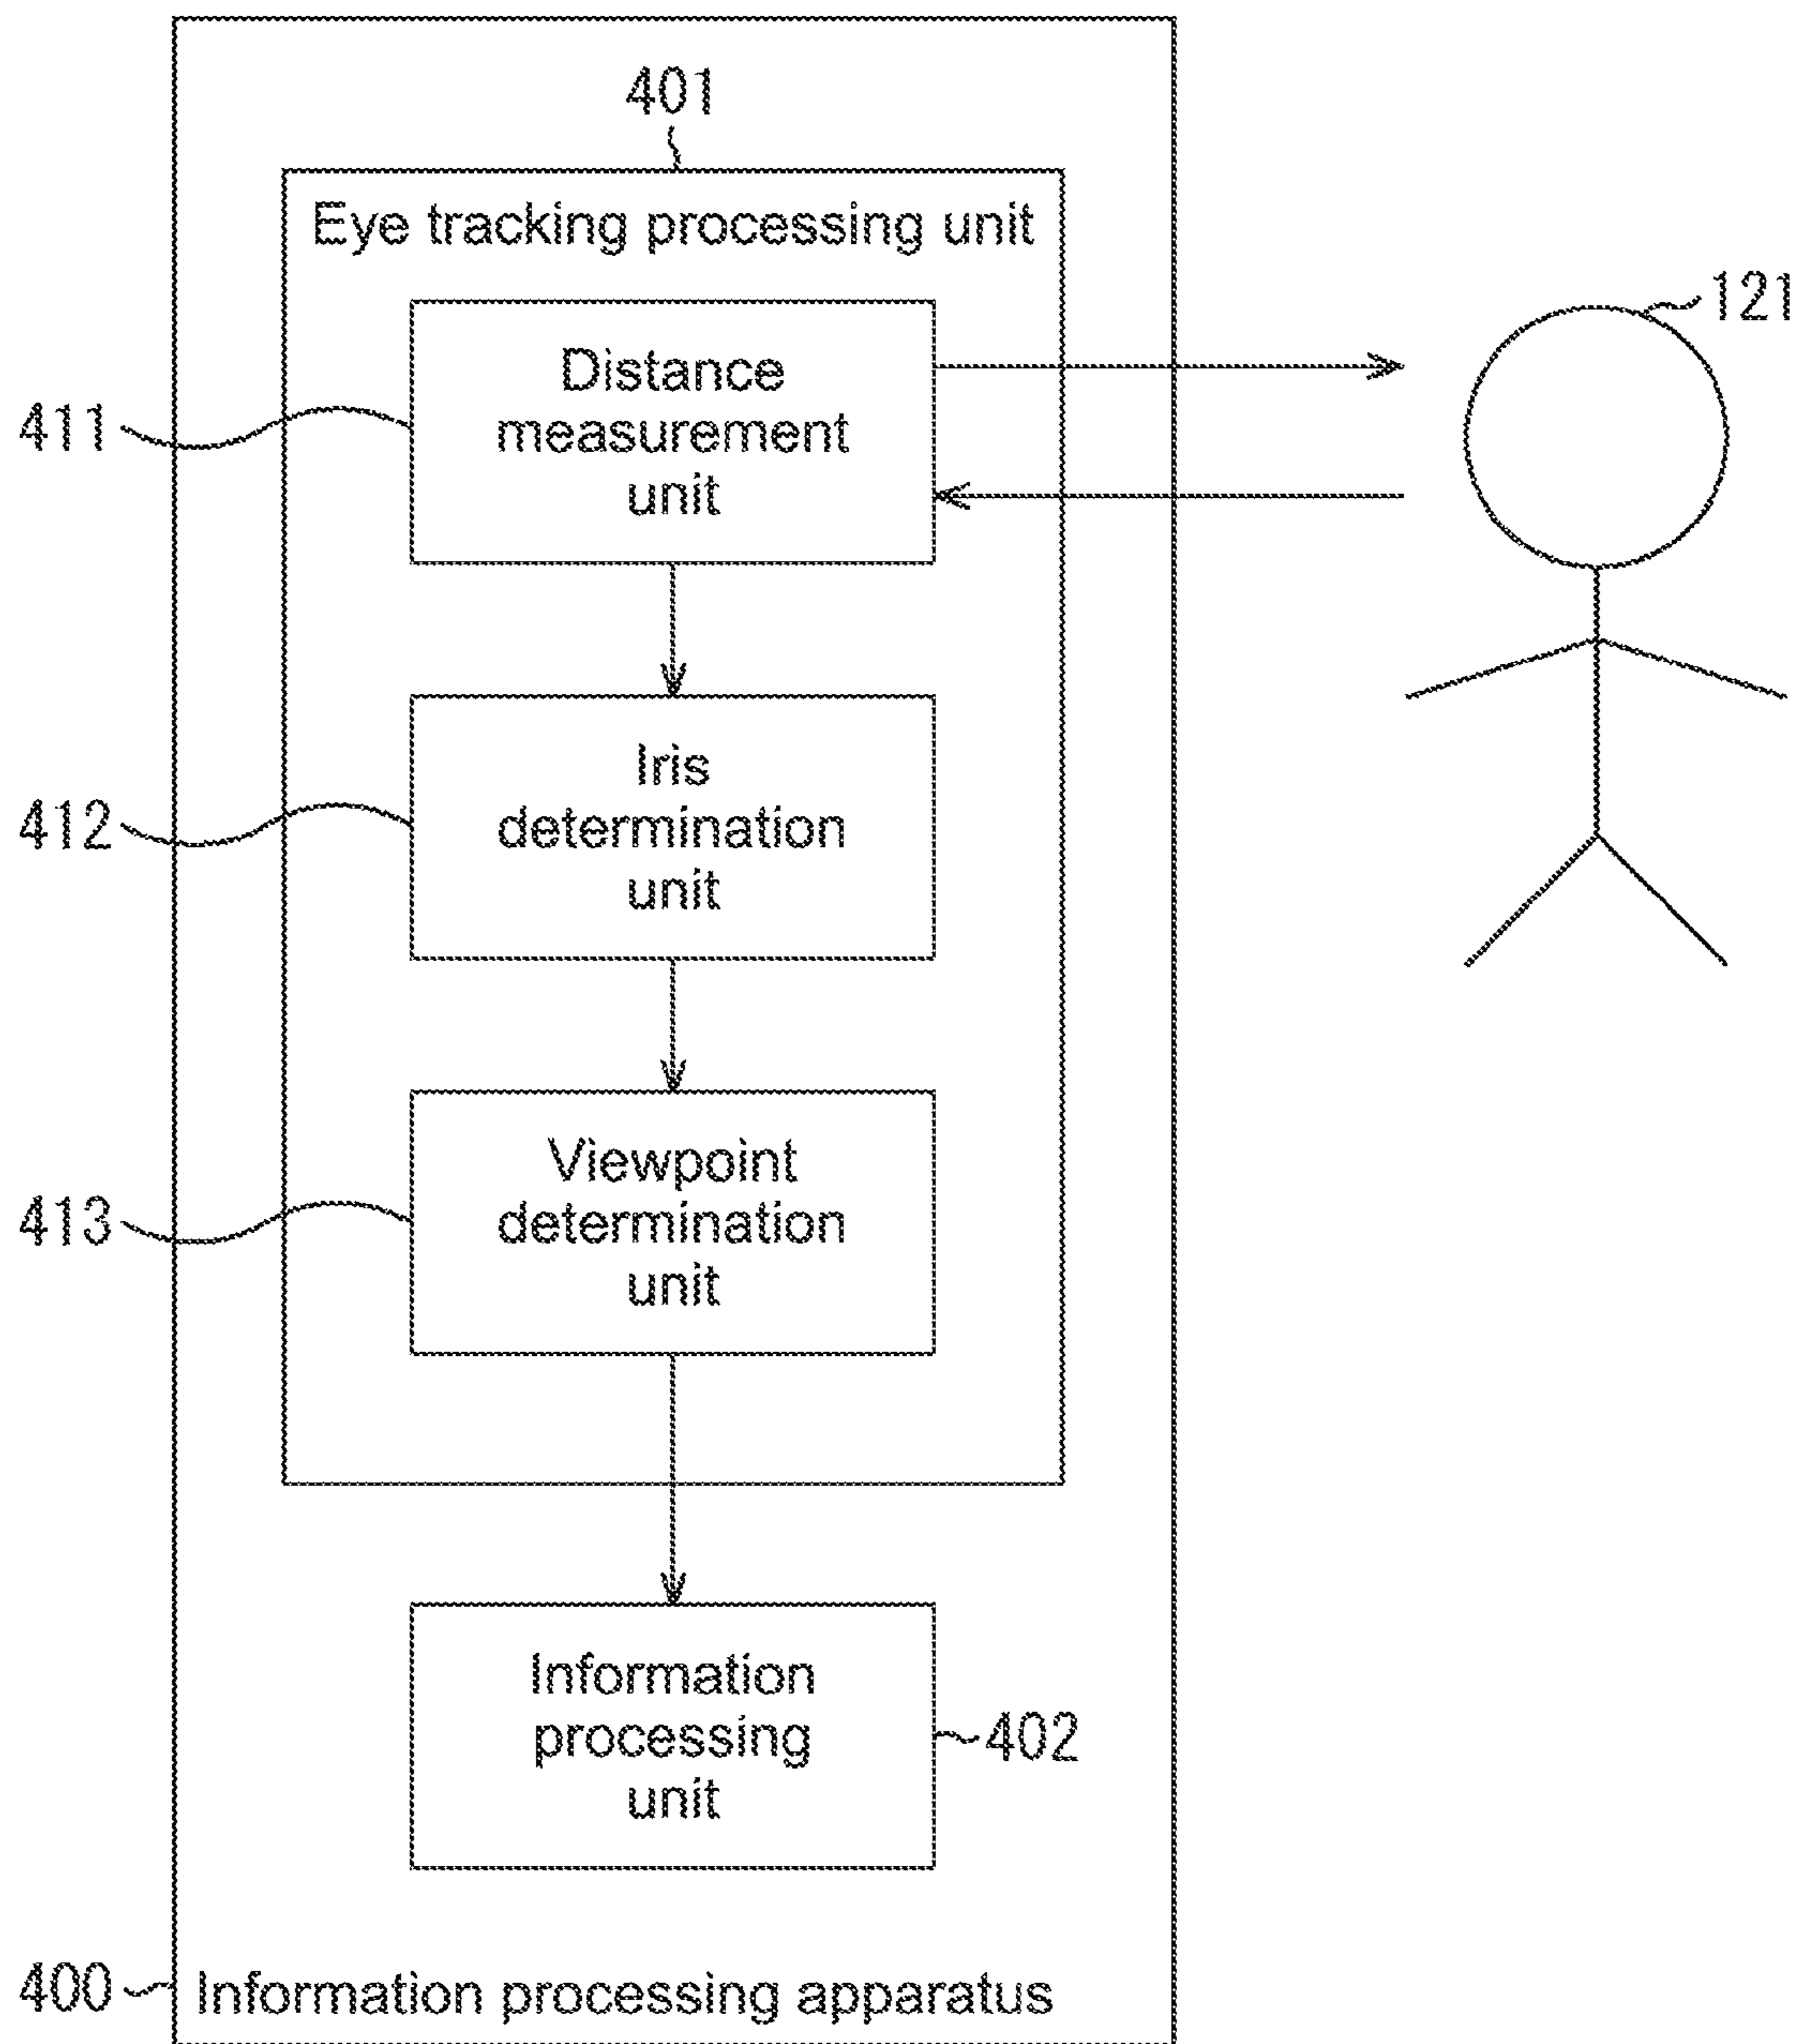 401
Eye tracking processing unit
121
Distance
measurement
unit
411
Iris
determination
unit
412
Viewpoint
determination
unit
413
Information
processing
unit
402
400
Information processing apparatus